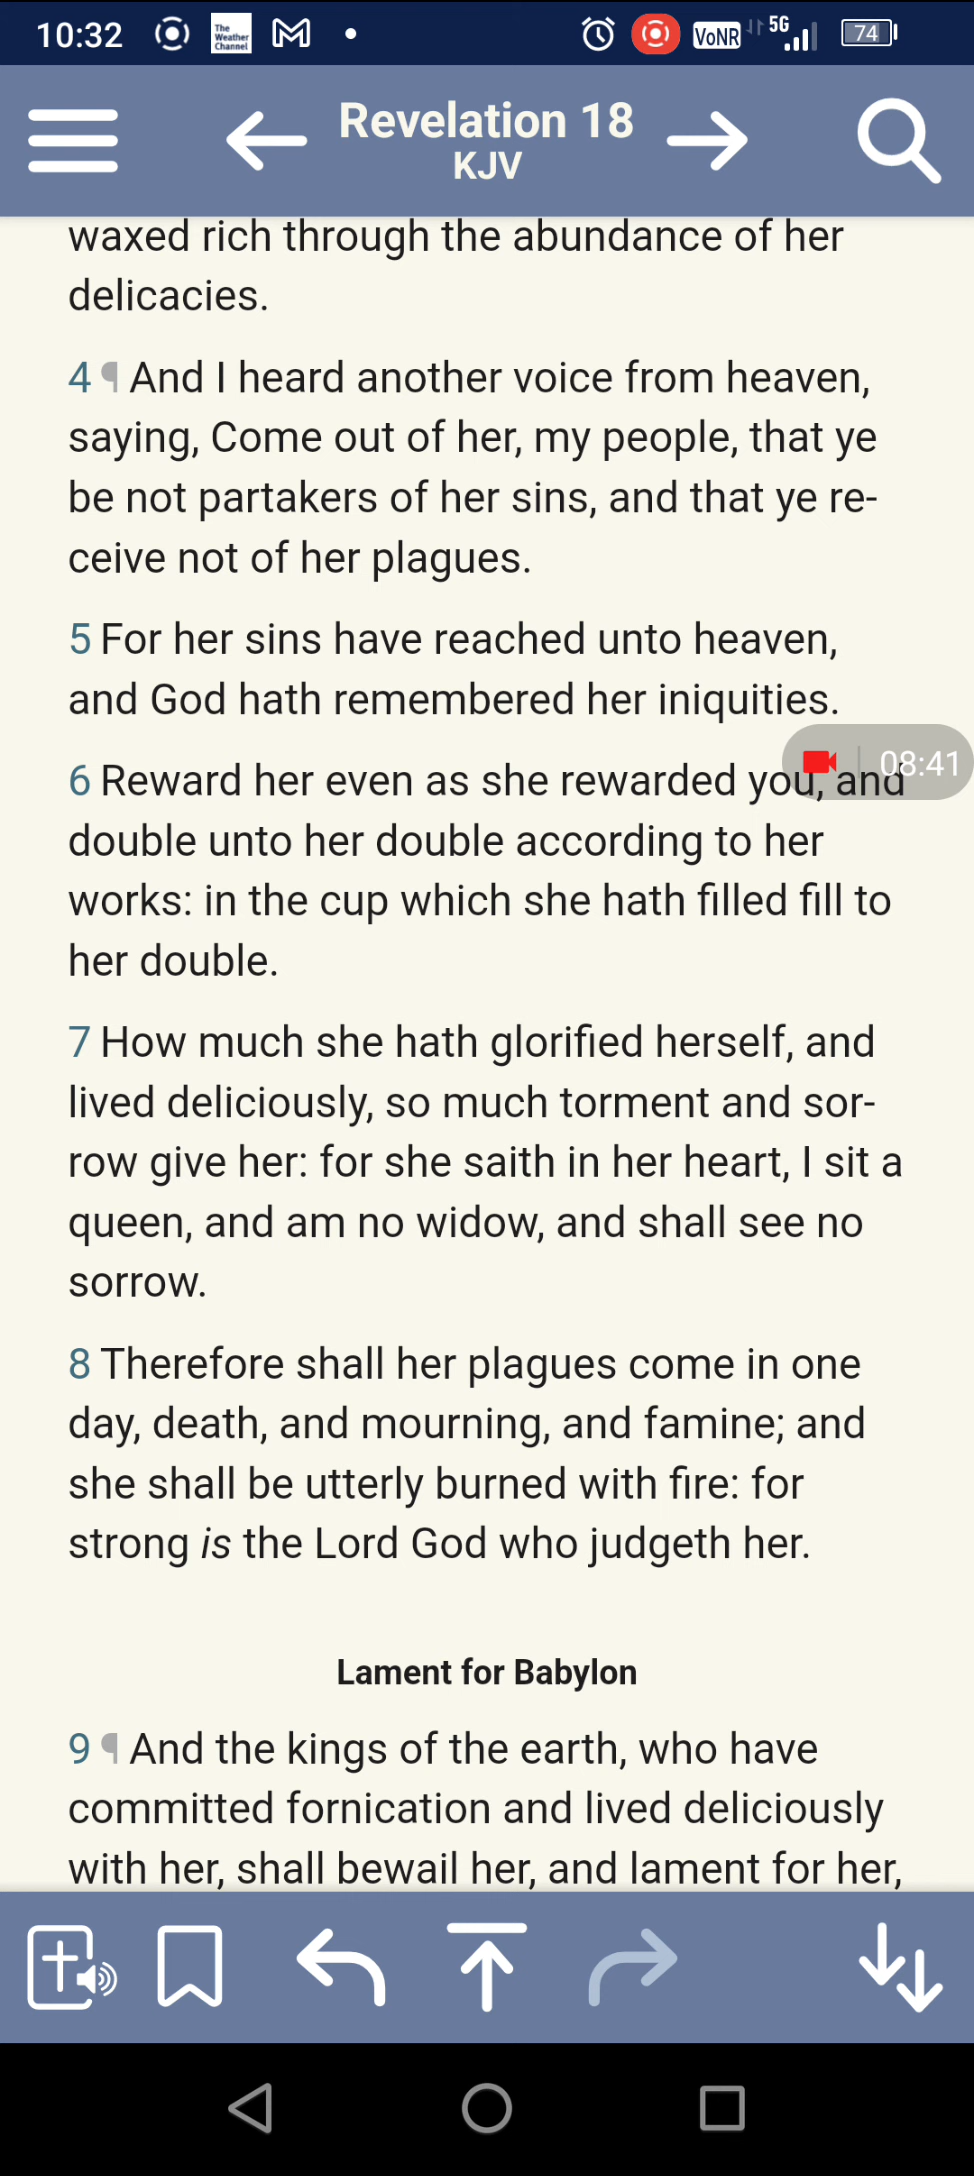 10:32
The
Weather
Channel
VoNR
5G
74
Revelation 18
KJV
waxed rich through the abundance of her
delicacies.
4 ¶ And I heard another voice from heaven,
saying, Come out of her, my people, that ye
be not partakers of her sins, and that ye re-
ceive not of her plagues.
5 For her sins have reached unto heaven,
and God hath remembered her iniquities.
08:41
6 Reward her even as she rewarded you, and
double unto her double according to her
works: in the cup which she hath filled fill to
her double.
7 How much she hath glorified herself, and
lived deliciously, so much torment and sor-
row give her: for she saith in her heart, I sit a
queen, and am no widow, and shall see no
sorrow.
8 Therefore shall her plagues come in one
day, death, and mourning, and famine; and
she shall be utterly burned with fire: for
strong is the Lord God who judgeth her.
Lament for Babylon
9 ¶ And the kings of the earth, who have
committed fornication and lived deliciously
with her, shall bewail her, and lament for her,